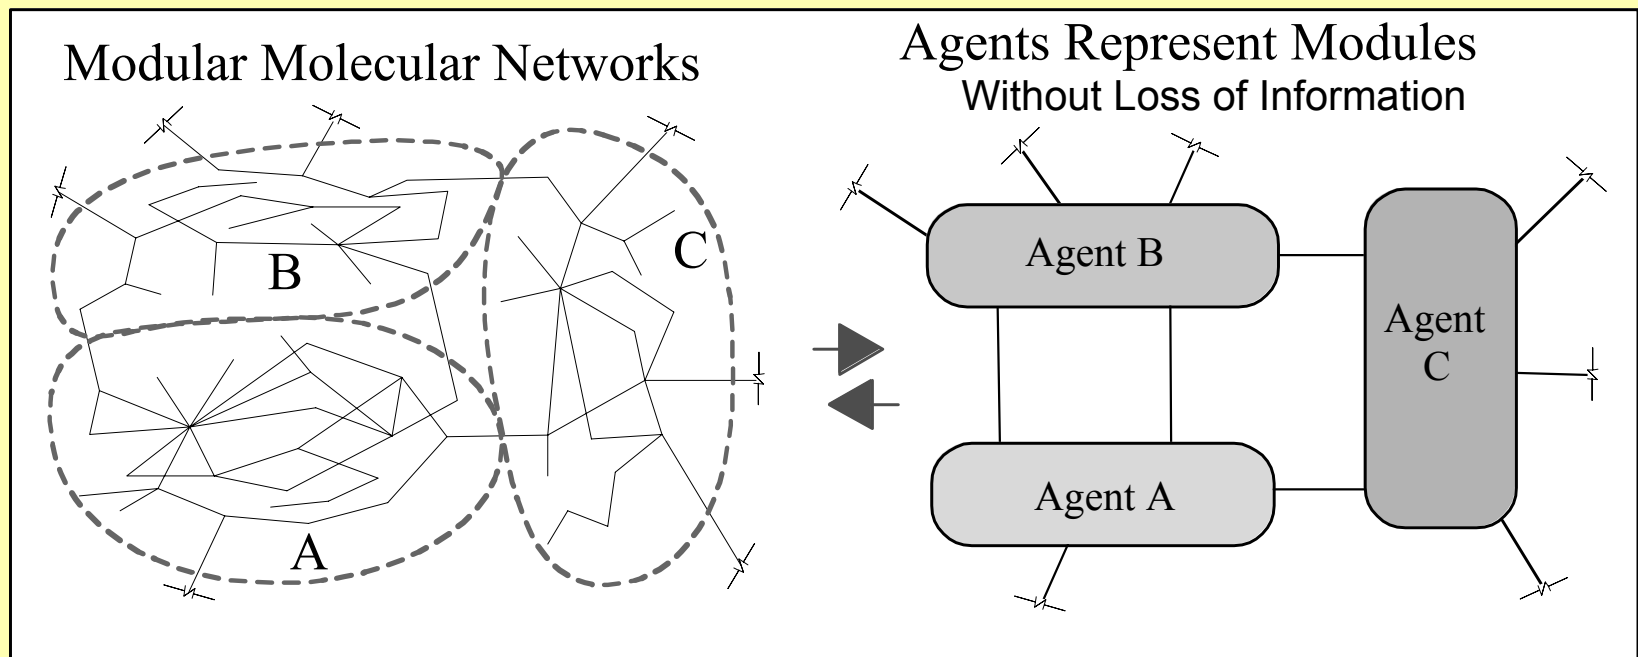 Modular Molecular Networks
B
C
A
Agents Represent Modules
Without Loss of Information
Agent B
Agent
C
Agent A